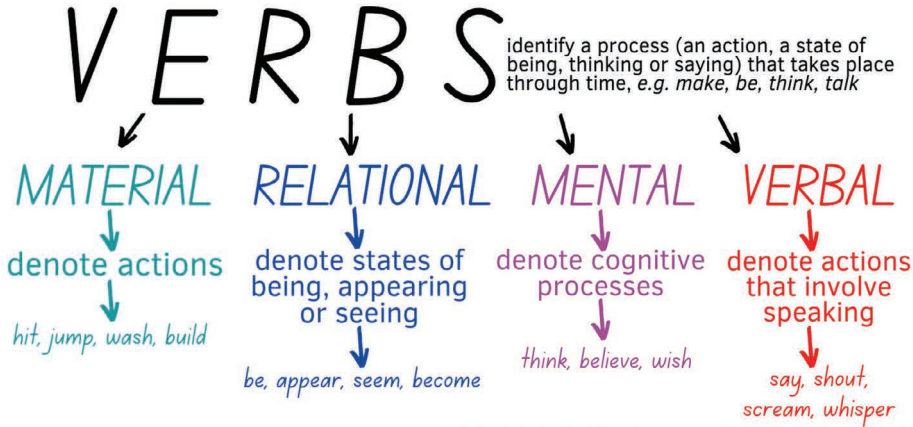 VERBS
identify a process (an action, a state of
being, thinking or saying) that takes place
through time, e.g. make, be, think, talk
MATERIAL
denote actions
hit, jump, wash, build
RELATIONAL
denote states of
being, appearing
or seeing
be, appear, seem, become
MENTAL
denote cognitive
processes
think, believe, wish
VERBAL
denote actions
that involve
speaking
say, shout,
scream, whisper